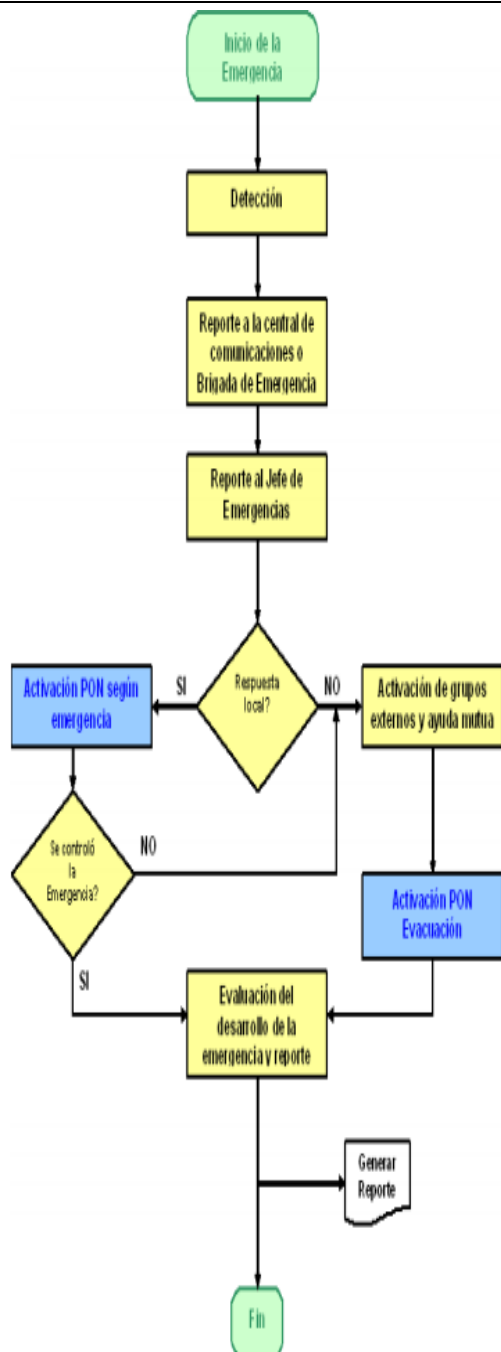 Inicio de la
Emergencia
Detección
Reporte a la central de
comunicaciones o
Brigada de Emergencia
Reporte al Jefe de
Emergencias
Respuesta
local?
SI
NO
Activación PON según
emergencia
Activación de grupos
externos y ayuda mutua
Se controló
la
Emergencia?
NO
SI
Activación PON
Evacuación
Evaluación del
desarrollo de la
emergencia y reporte
Generar
Reporte
Fin